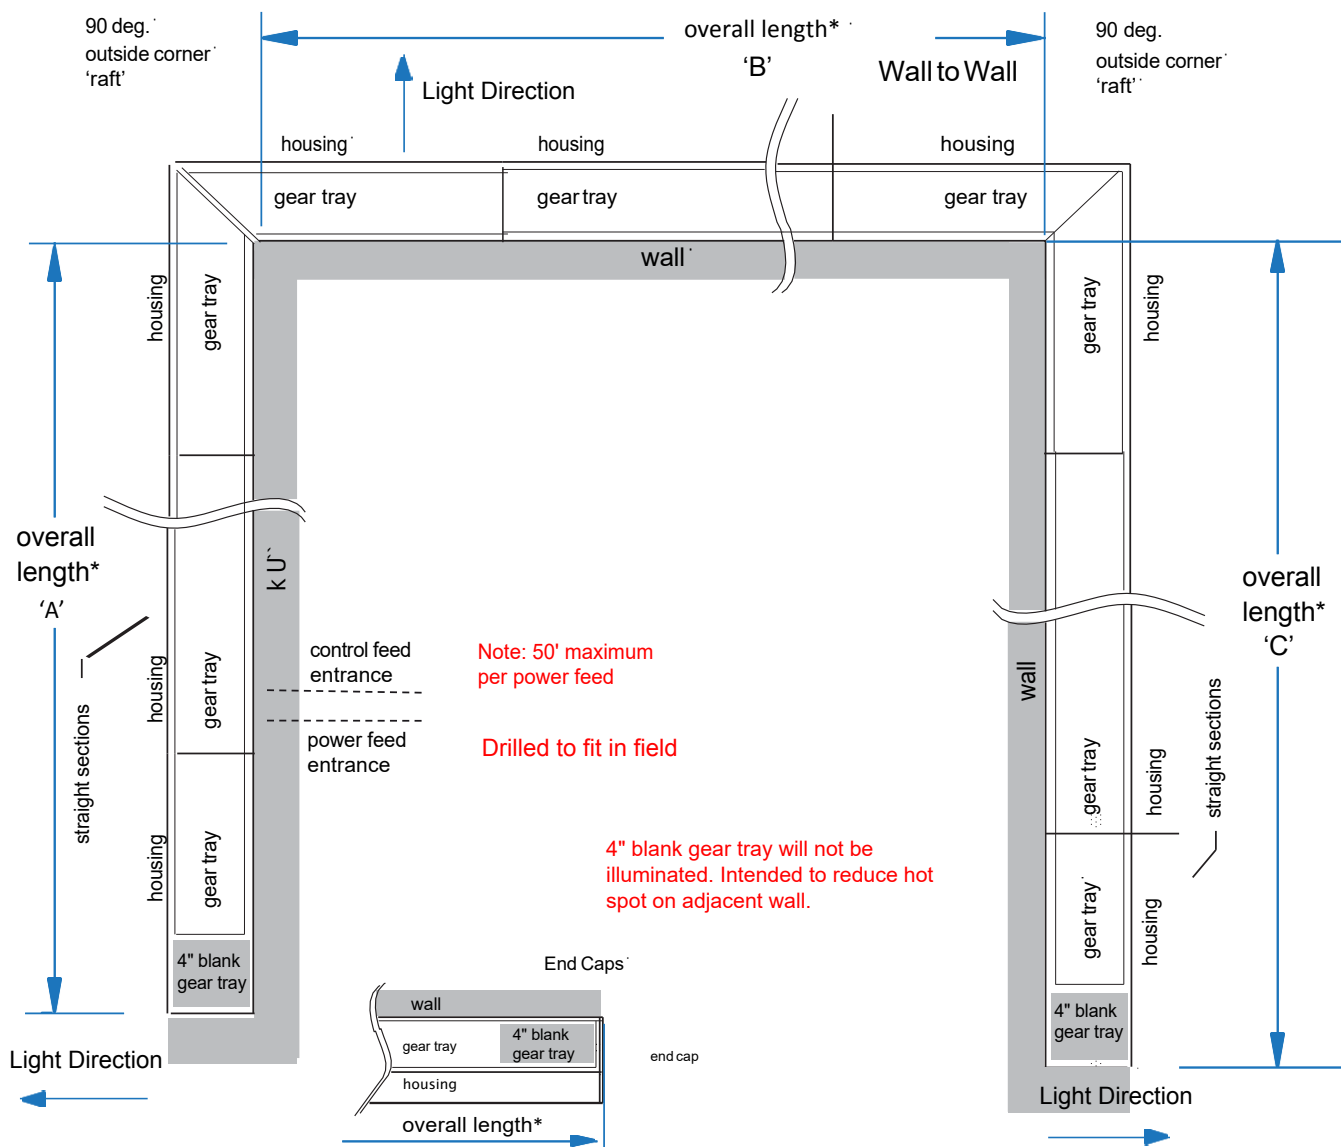 90 deg.
outside corner
‘raft’
overall length*
‘B’
Wall to Wall
90 deg.
outside corner
‘raft’
Light Direction
housing
housing
housing
gear tray
gear tray
gear tray
wall
housing
gear tray
gear tray
housing
overall
length*
‘A’
k U
overall
length*
‘C’
control feed
entrance
Note: 50' maximum
per power feed
power feed
entrance
Drilled to fit in field
straight sections
housing
gear tray
wall
gear tray
housing
straight sections
housing
gear tray
4" blank gear tray will not be
illuminated. Intended to reduce hot
spot on adjacent wall.
gear tray
housing
4" blank
gear tray
End Caps
wall
gear tray
4" blank
gear tray
housing
end cap
overall length*
4" blank
gear tray
Light Direction
Light Direction